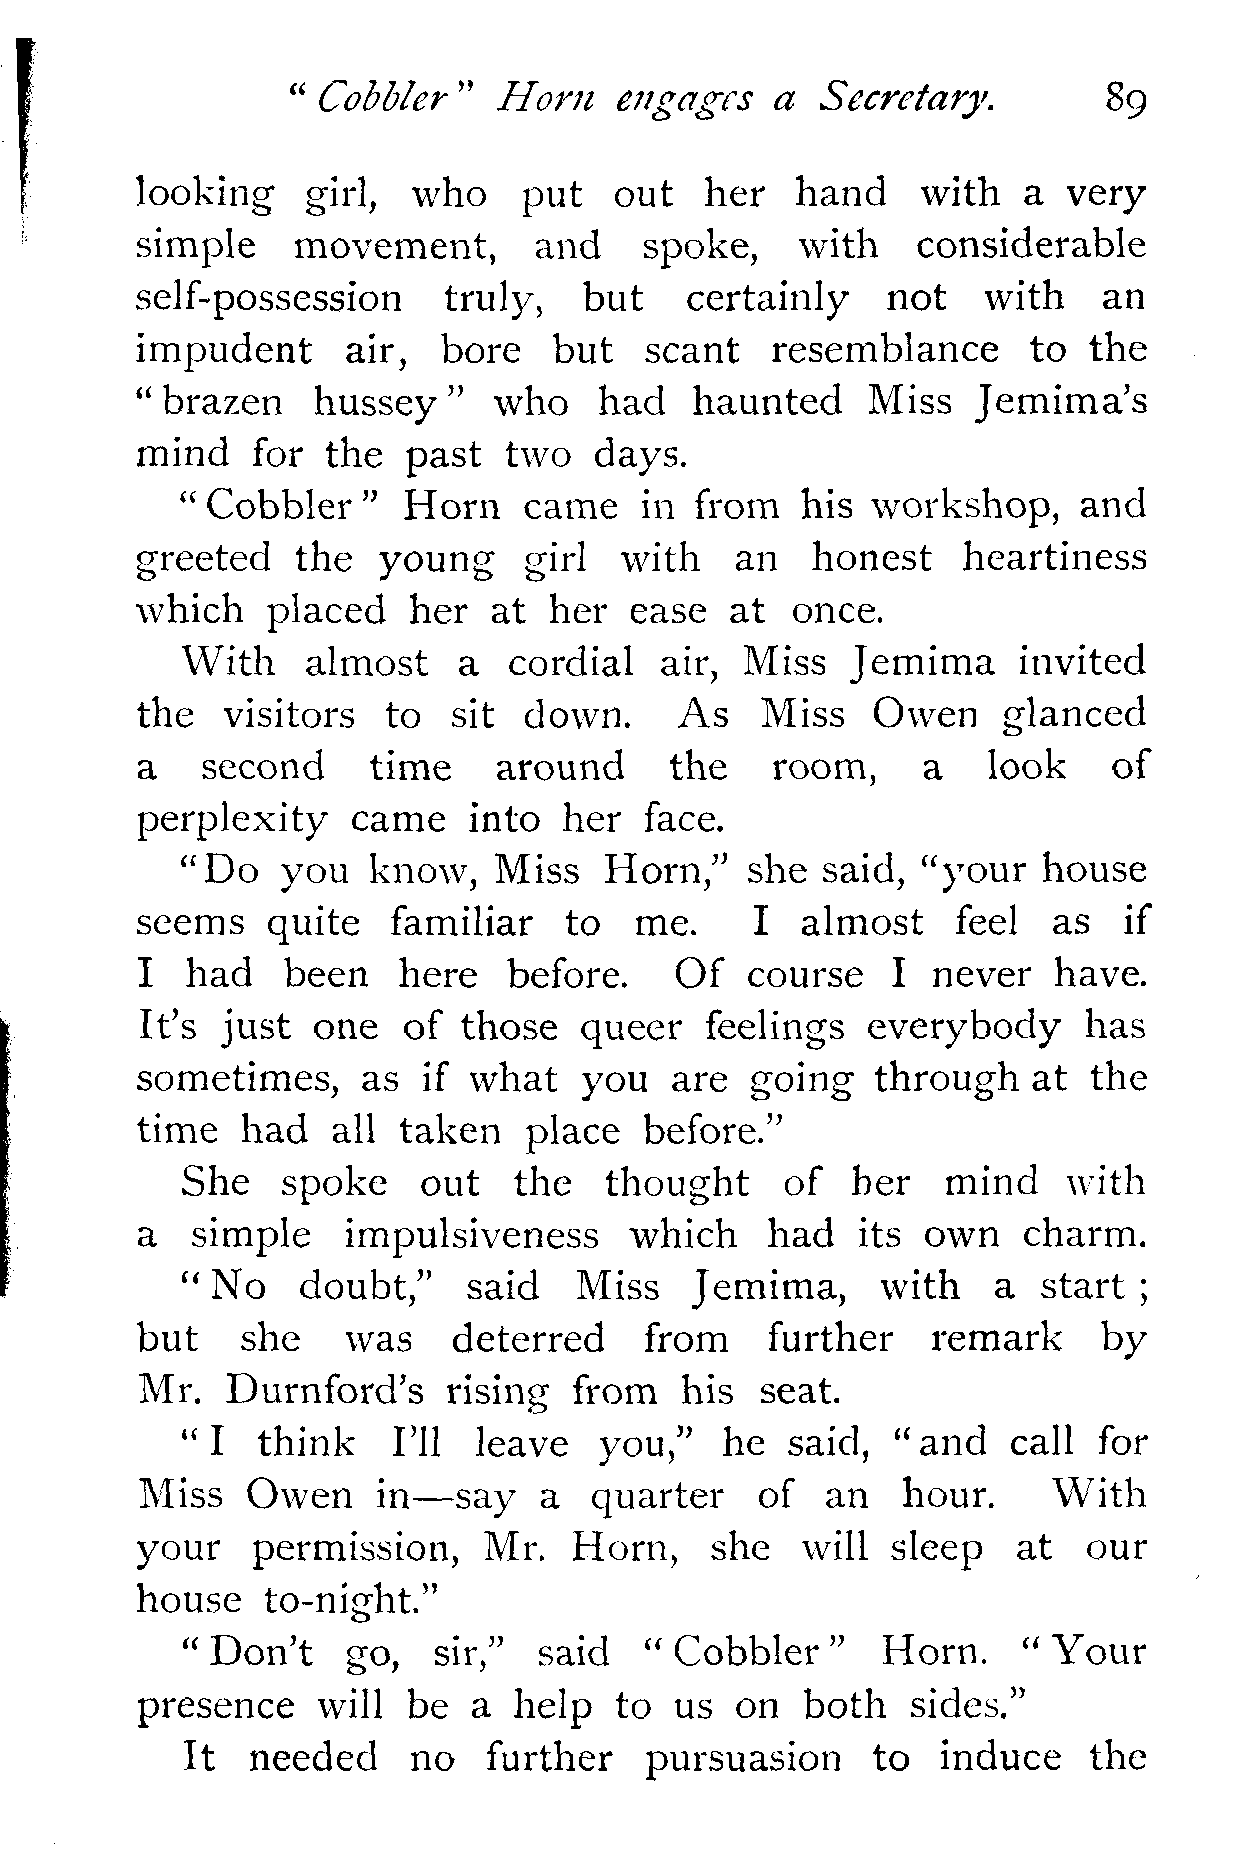 " Cobbler " Horn engages a Secretary. 89
looking girl, who put out her hand with a very
simple movement, and spoke, with considerable
self-possession truly, but certainly not with an
impudent air, bore but scant resemblance to the
" brazen hussey " who had haunted Miss Jemima's
mind for the past two days.
" Cobbler " Horn came in from his workshop, and
greeted the young girl with an honest heartiness
which placed her at her ease at once.
With almost a cordial air, Miss Jemima invited
the visitors to sit down. As Miss Owen glanced
a second time around the room, a look of
perplexity came into her face.
" Do you know, Miss Horn," she said, "your house
seems quite familiar to me. I almost feel as if
I had been here before. Of course I never have.
It's just one of those queer feelings everybody has
sometimes, as if what you are going through at the
time had all taken place before."
She spoke out the thought of her mind with
a simple impulsiveness which had its own charm.
" No doubt," said Miss Jemima, with a start ;
but she was deterred from further remark by
Mr. Durnford's rising from his seat.
" I think I'll leave you," he said, " and call for
Miss Owen in—say a quarter of an hour. With
your permission, Mr. Horn, she will sleep at our
house to-night."
" Don't go, sir," said " Cobbler " Horn. " Your
presence will be a help to us on both sides."
It needed no further pursuasion to induce the